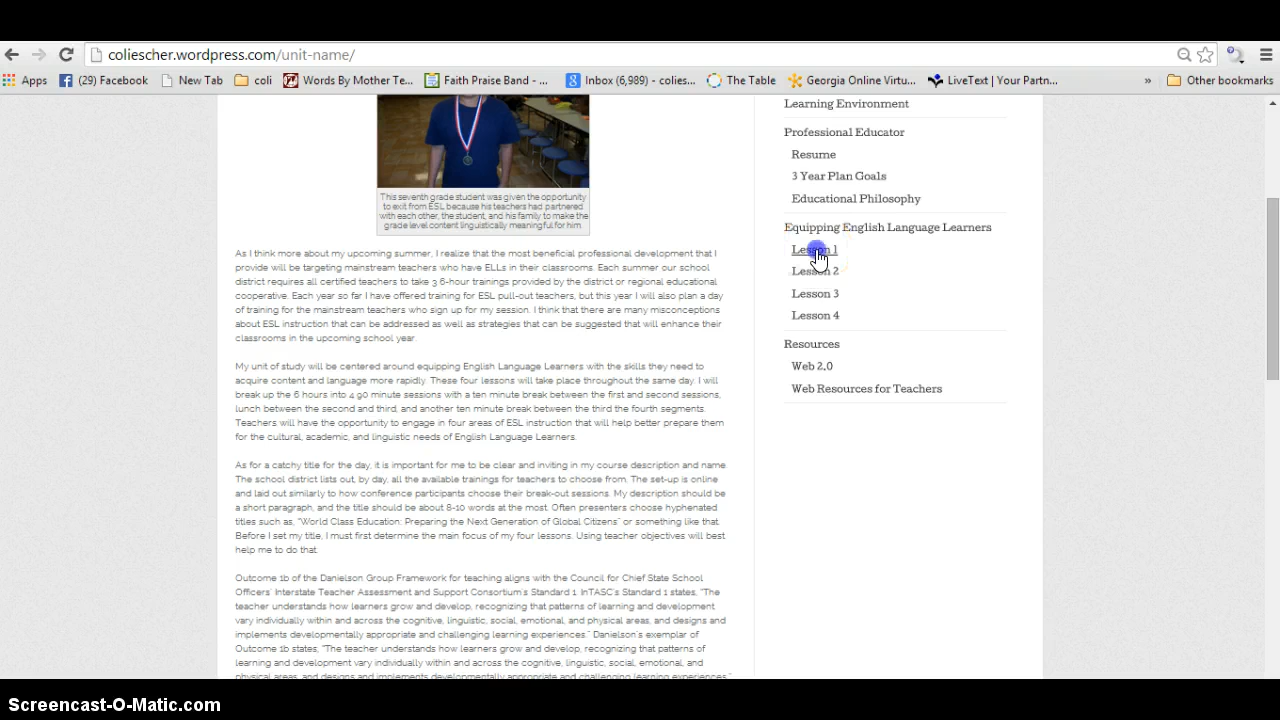 coliescher.wordpress.com/unit-name/
Apps (29) Facebook New Tab coli Words By Mother Te... Faith Praise Band - ... Inbox (6,989) - colies... The Table Georgia Online Virtu... LiveText | Your Partn... » Other bookmarks
This seventh grade student was given the opportunity
to exit from ESL because his teachers had partnered
with each other, the student, and his family to make the
grade level content linguistically meaningful for him
As I think more about my upcoming summer, I realize that the most beneficial professional development that I
provide will be targeting mainstream teachers who have ELLs in their classrooms. Each summer our school
district requires all certified teachers to take 3 6-hour trainings provided by the district or regional educational
cooperative. Each year so far I have offered training for ESL pull-out teachers, but this year I will also plan a day
of training for the mainstream teachers who sign up for my session. I think that there are many misconceptions
about ESL instruction that can be addressed as well as strategies that can be suggested that will enhance their
classrooms in the upcoming school year.
My unit of study will be centered around equipping English Language Learners with the skills they need to
acquire content and language more rapidly. These four lessons will take place throughout the same day. I will
break up the 6 hours into 4 90 minute sessions with a ten minute break between the first and second sessions,
lunch between the second and third, and another ten minute break between the third the fourth segments.
Teachers will have the opportunity to engage in four areas of ESL instruction that will help better prepare them
for the cultural, academic, and linguistic needs of English Language Learners.
As for a catchy title for the day, it is important for me to be clear and inviting in my course description and name.
The school district lists out, by day, all the available trainings for teachers to choose from. The set-up is online
and laid out similarly to how conference participants choose their break-out sessions. My description should be
a short paragraph, and the title should be about 8-10 words at the most. Often presenters choose hyphenated
titles such as, "World Class Education: Preparing the Next Generation of Global Citizens" or something like that.
Before I set my title, I must first determine the main focus of my four lessons. Using teacher objectives will best
help me to do that.
Outcome 1b of the Danielson Group Framework for teaching aligns with the Council for Chief State School
Officers' Interstate Teacher Assessment and Support Consortium's Standard 1. InTASC's Standard 1 states, "The
teacher understands how learners grow and develop, recognizing that patterns of learning and development
vary individually within and across the cognitive, linguistic, social, emotional, and physical areas, and designs and
implements developmentally appropriate and challenging learning experiences." Danielson's exemplar of
Outcome 1b states, "The teacher understands how learners grow and develop, recognizing that patterns of
learning and development vary individually within and across the cognitive, linguistic, social, emotional, and
physical areas, and designs and implements developmentally appropriate and challenging learning experiences."
Learning Environment
Professional Educator
Resume
3 Year Plan Goals
Educational Philosophy
Equipping English Language Learners
Lesson 1
Lesson 2
Lesson 3
Lesson 4
Resources
Web 2.0
Web Resources for Teachers
Screencast-O-Matic.com